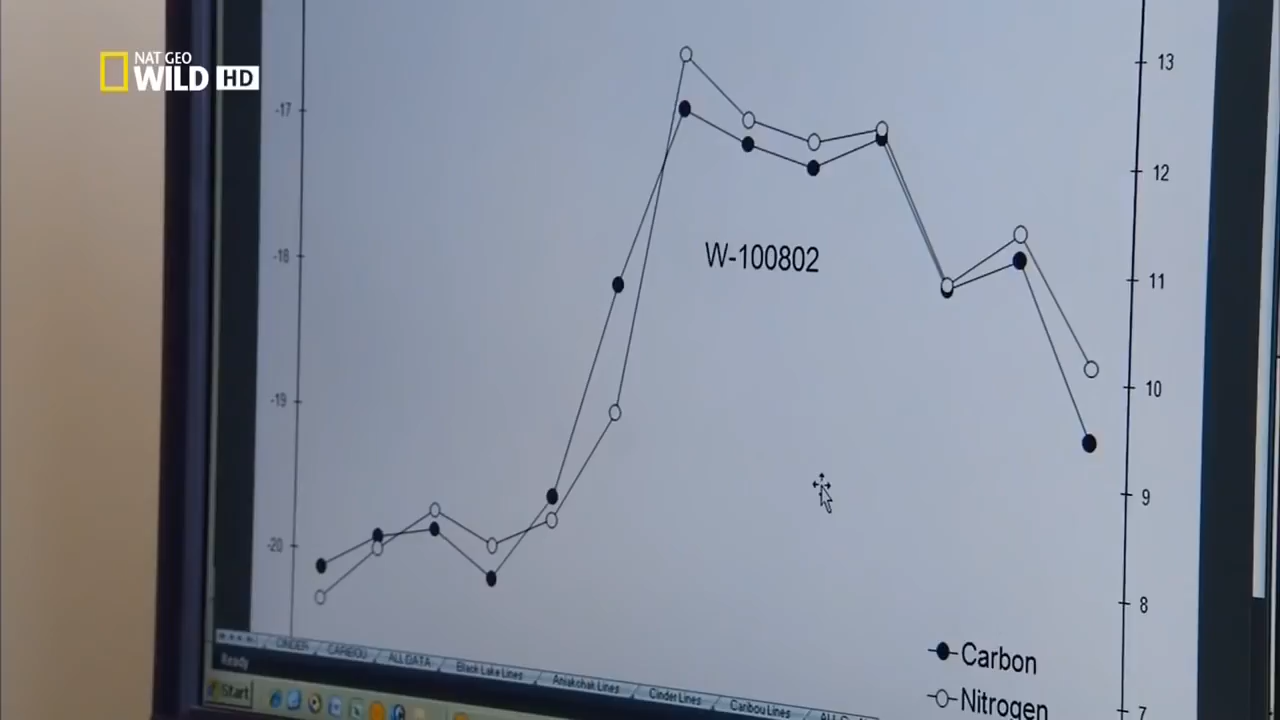 NAT GEO
WILD HD
13
-17
12
W-100802
-18
11
10
-19
9
-20
8
Carbon
Nitrogen
7
CINDER
CARIBOU
ALL DATA
Black Lake Lines
Aniakchak Lines
Cinder Lines
Caribou Lines
Ready
Start